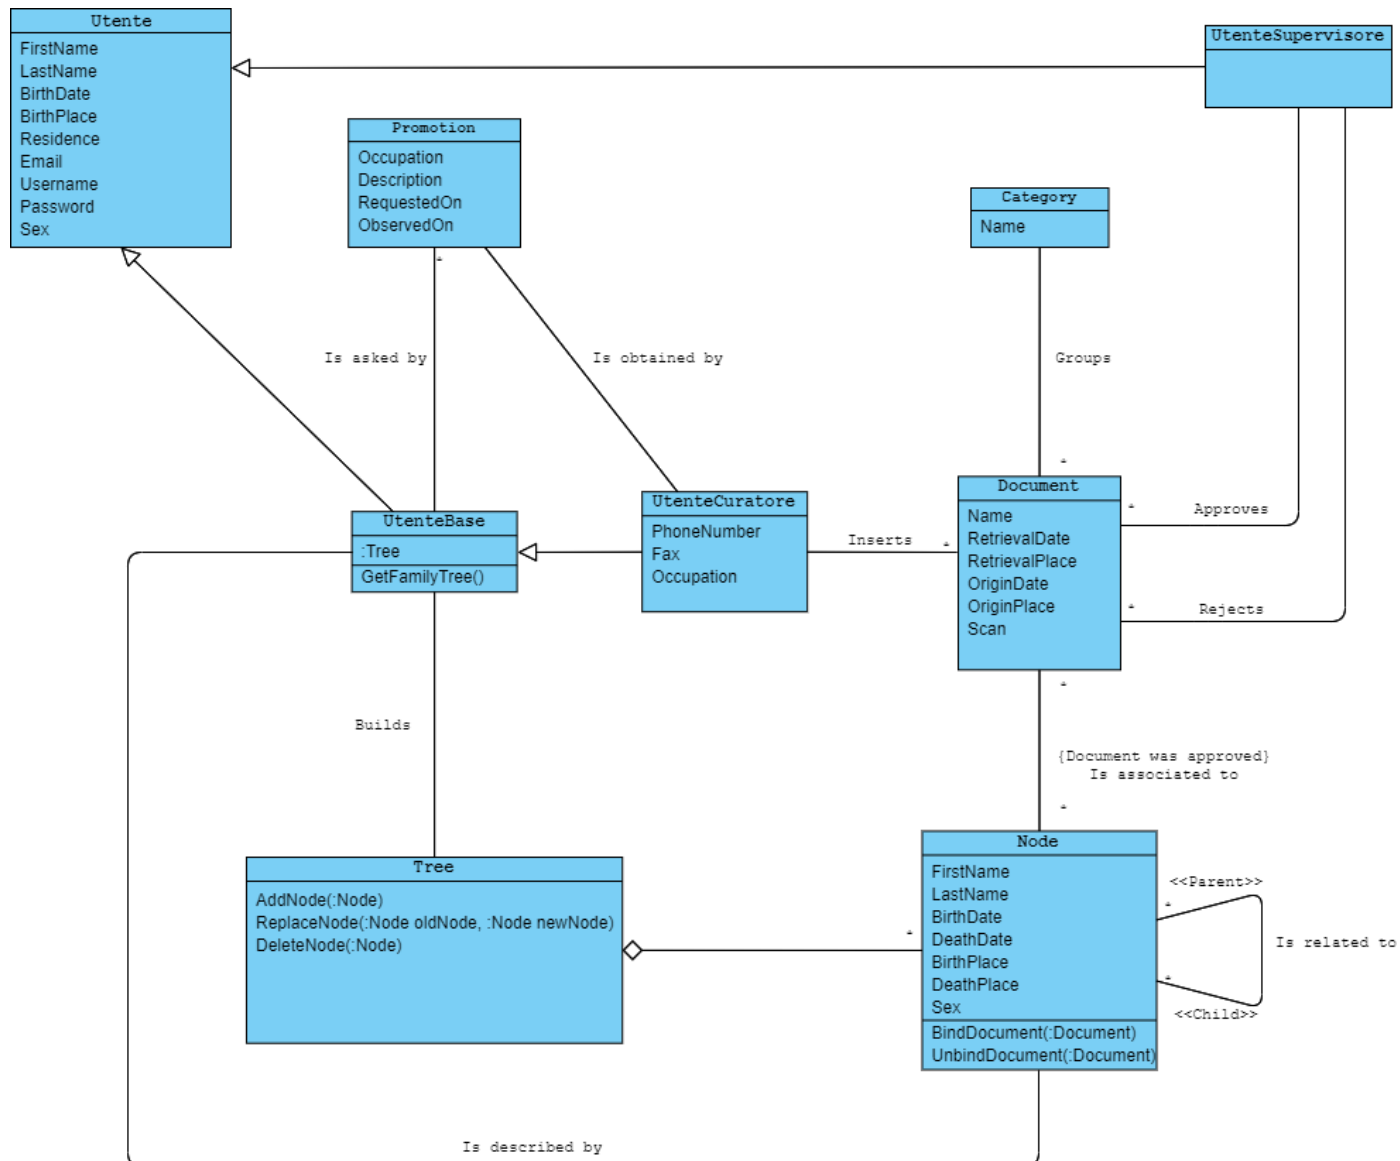 Utente
FirstName
LastName
BirthDate
BirthPlace
Residence
Email
Username
Password
Sex
UtenteSupervisore
Promotion
Occupation
Description
RequestedOn
ObservedOn
*
Category
Name
Is asked by
Is obtained by
Groups
*
UtenteBase
:Tree
GetFamilyTree()
UtenteCuratore
PhoneNumber
Fax
Occupation
Inserts
*
Document
Name
RetrievalDate
RetrievalPlace
OriginDate
OriginPlace
Scan
*
Approves
*
Rejects
*
Builds
{Document was approved}
Is associated to
*
Tree
AddNode(:Node)
ReplaceNode(:Node oldNode, :Node newNode)
DeleteNode(:Node)
*
Node
FirstName
LastName
BirthDate
DeathDate
BirthPlace
DeathPlace
Sex
BindDocument(:Document)
UnbindDocument(:Document)
<<Parent>>
*
Is related to
*
<<Child>>
Is described by